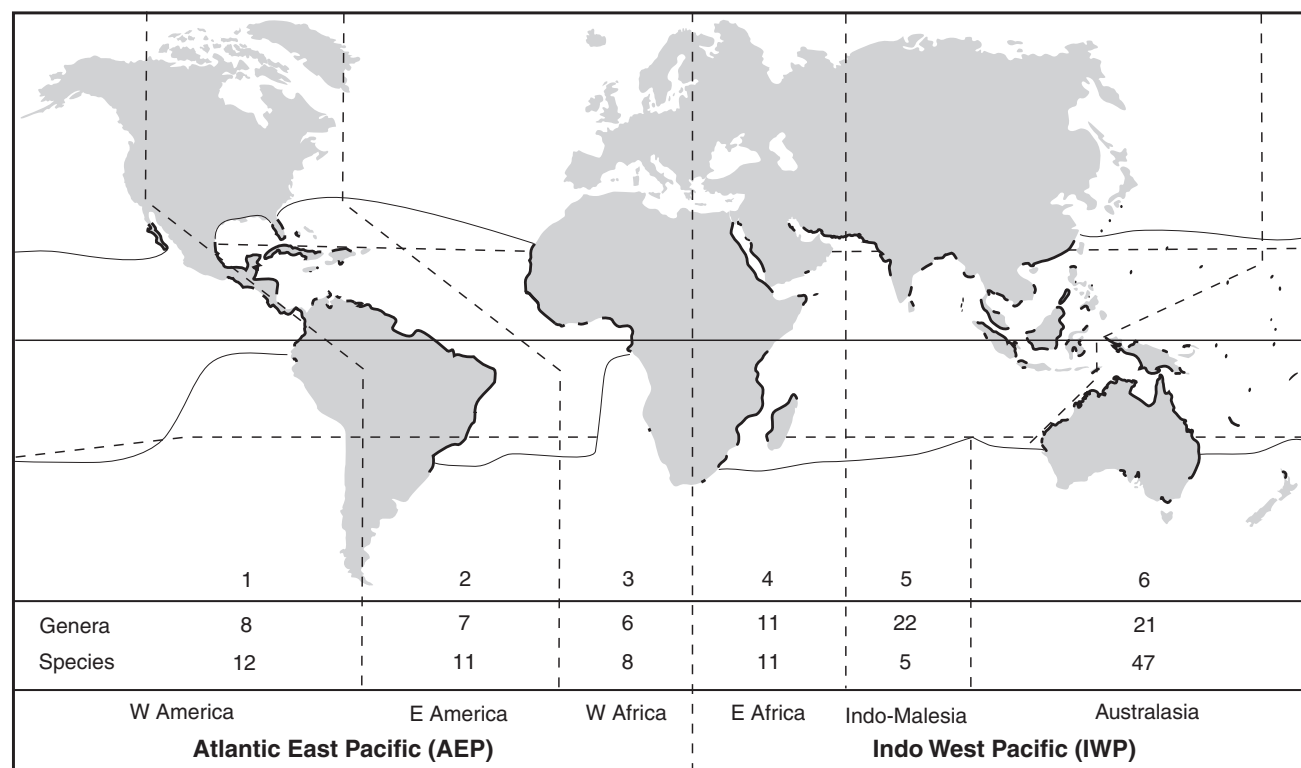 1 2 3 4 5 6
Genera 8 7 6 11 22 21
Species 12 11 8 11 5 47
W America E America W Africa E Africa Indo-Malesia Australasia
Atlantic East Pacific (AEP) Indo West Pacific (IWP)